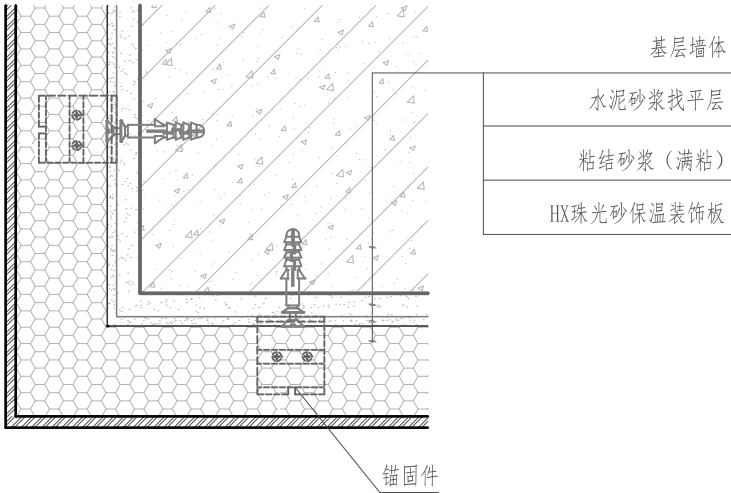 基层墙体
水泥砂浆找平层
粘结砂浆（满粘）
HX珠光砂保温装饰板
锚固件